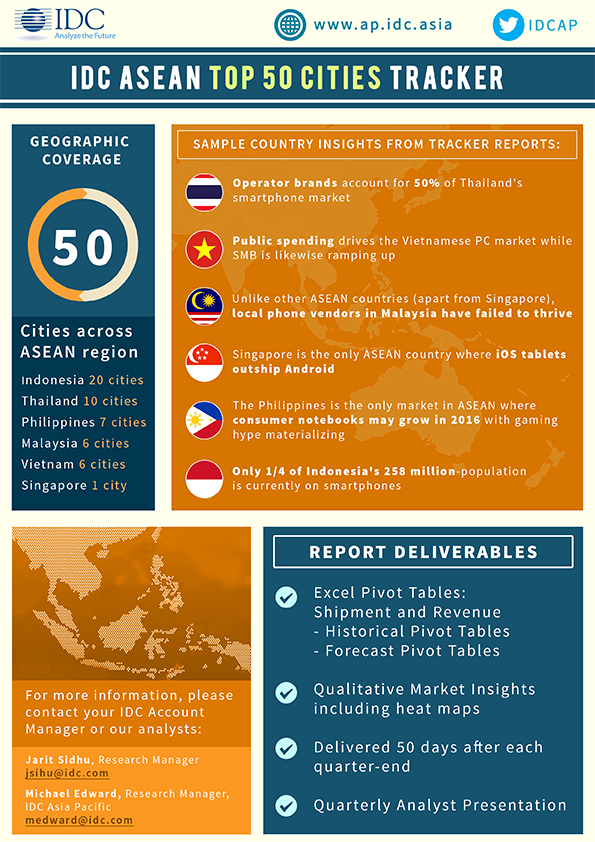 IDC
Analyze the Future
www.ap.idc.asia
IDCAP
IDC ASEAN TOP 50 CITIES TRACKER
GEOGRAPHIC
COVERAGE
50
Cities across
ASEAN region
Indonesia 20 cities
Thailand 10 cities
Philippines 7 cities
Malaysia 6 cities
Vietnam 6 cities
Singapore 1 city
SAMPLE COUNTRY INSIGHTS FROM TRACKER REPORTS:
Operator brands account for 50% of Thailand's
smartphone market
Public spending drives the Vietnamese PC market while
SMB is likewise ramping up
Unlike other ASEAN countries (apart from Singapore),
local phone vendors in Malaysia have failed to thrive
Singapore is the only ASEAN country where iOS tablets
outship Android
The Philippines is the only market in ASEAN where
consumer notebooks may grow in 2016 with gaming
hype materializing
Only 1/4 of Indonesia's 258 million-population
is currently on smartphones
For more information, please
contact your IDC Account
Manager or our analysts:
Jarit Sidhu, Research Manager
jsihu@idc.com
Michael Edward, Research Manager,
IDC Asia Pacific
medward@idc.com
REPORT DELIVERABLES
Excel Pivot Tables:
Shipment and Revenue
- Historical Pivot Tables
- Forecast Pivot Tables
Qualitative Market Insights
including heat maps
Delivered 50 days after each
quarter-end
Quarterly Analyst Presentation